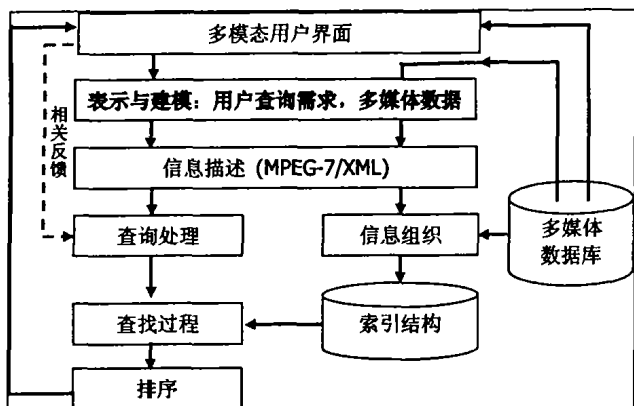 多模态用户界面
表示与建模：用户查询需求，多媒体数据
相关反馈
信息描述 (MPEG-7/XML)
查询处理
信息组织
多媒体
数据库
查找过程
索引结构
排序